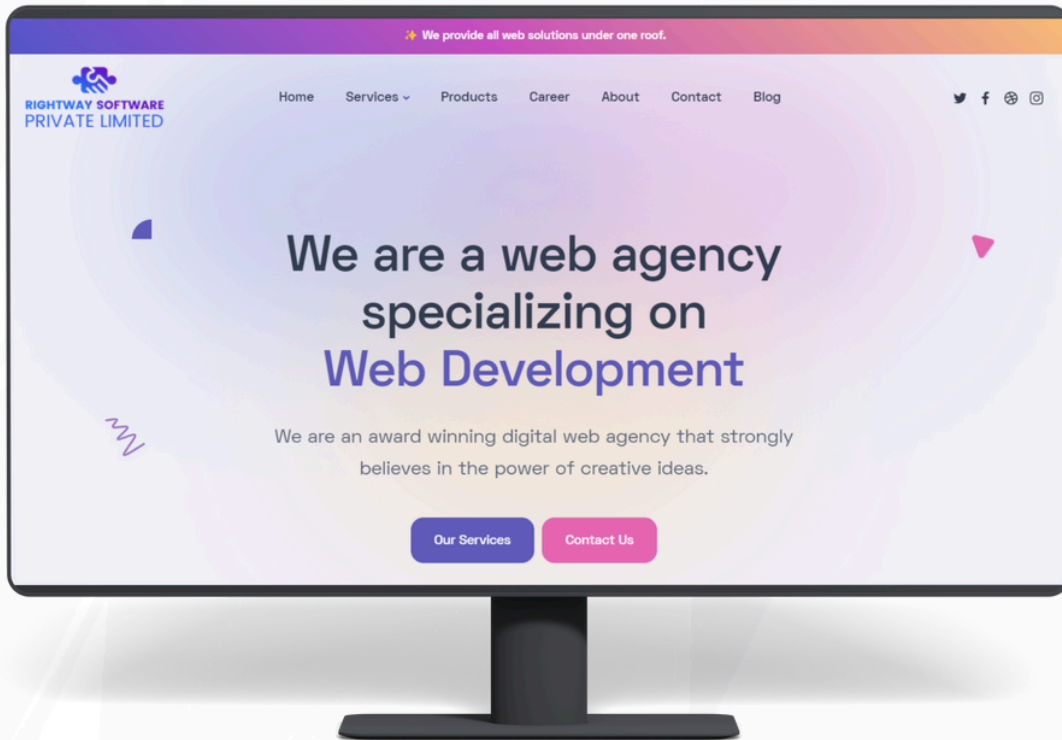 ✨ We provide all web solutions under one roof.
RIGHTWAY SOFTWARE
PRIVATE LIMITED
Home Services Products Career About Contact Blog
We are a web agency
specializing on
Web Development
We are an award winning digital web agency that strongly
believes in the power of creative ideas.
Our Services Contact Us